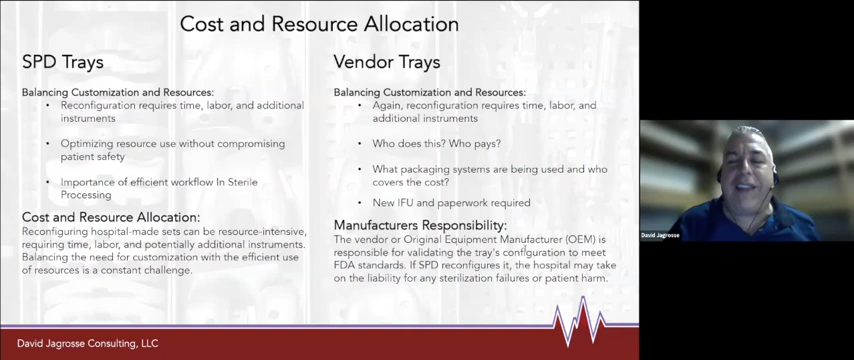 Cost and Resource Allocation
SPD Trays
Balancing Customization and Resources:
• Reconfiguration requires time, labor, and additional
instruments
• Optimizing resource use without compromising
patient safety
• Importance of efficient workflow In Sterile
Processing
Cost and Resource Allocation:
Reconfiguring hospital-made sets can be resource-intensive,
requiring time, labor, and potentially additional instruments.
Balancing the need for customization with the efficient use
of resources is a constant challenge.
Vendor Trays
Balancing Customization and Resources:
• Again, reconfiguration requires time, labor, and
additional instruments
• Who does this? Who pays?
• What packaging systems are being used and who
covers the cost?
• New IFU and paperwork required
Manufacturers Responsibility:
The vendor or Original Equipment Manufacturer (OEM) is
responsible for validating the tray's configuration to meet
FDA standards. If SPD reconfigures it, the hospital may take
on the liability for any sterilization failures or patient harm.
David Jagrosse Consulting, LLC
David Jagrosse